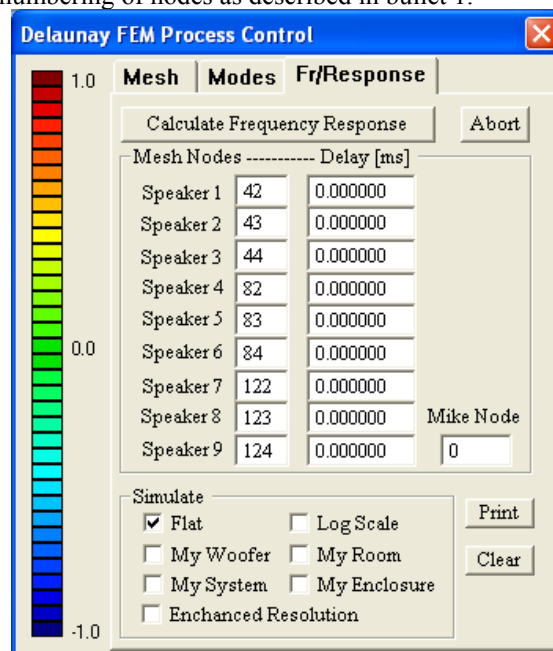 numbering of nodes as described in bullet 1.
Delaunay FEM Process Control
1.0
Mesh Modes Fr/Response
Calculate Frequency Response Abort
Mesh Nodes ----------- Delay [ms]
Speaker 1 42 0.000000
Speaker 2 43 0.000000
Speaker 3 44 0.000000
Speaker 4 82 0.000000
Speaker 5 83 0.000000
0.0
Speaker 6 84 0.000000
Speaker 7 122 0.000000
Speaker 8 123 0.000000 Mike Node
Speaker 9 124 0.000000 0
Simulate
Flat Log Scale Print
My Woofer My Room Clear
My System My Enclosure
Enchanced Resolution
-1.0